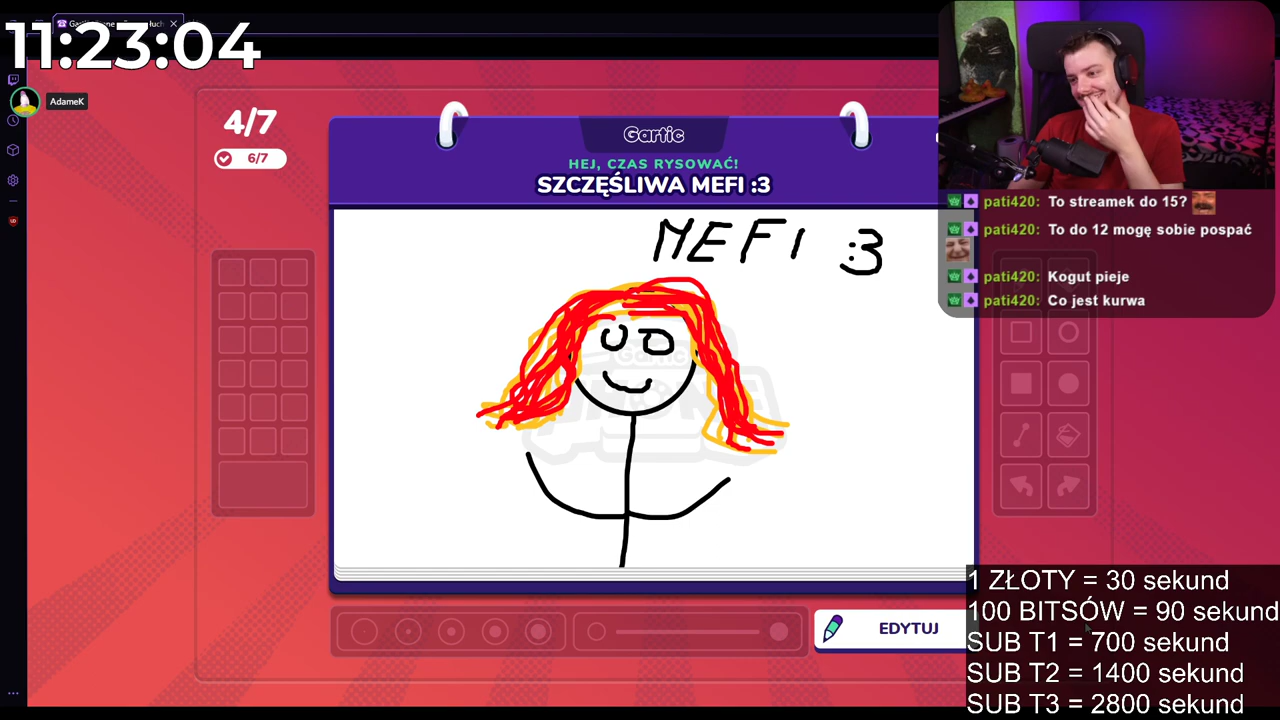 11:23:04
AdameK
4/7
6/7
Gartic
HEJ, CZAS RYSOWAĆ!
SZCZĘŚLIWA MEFI :3
MEFI :3
pati420: To streamek do 15?
pati420: To do 12 mogę sobie pospać
pati420: Kogut pieje
pati420: Co jest kurwa
EDYTUJ
1 ZŁOTY = 30 sekund
100 BITSÓW = 90 sekund
SUB T1 = 700 sekund
SUB T2 = 1400 sekund
SUB T3 = 2800 sekund